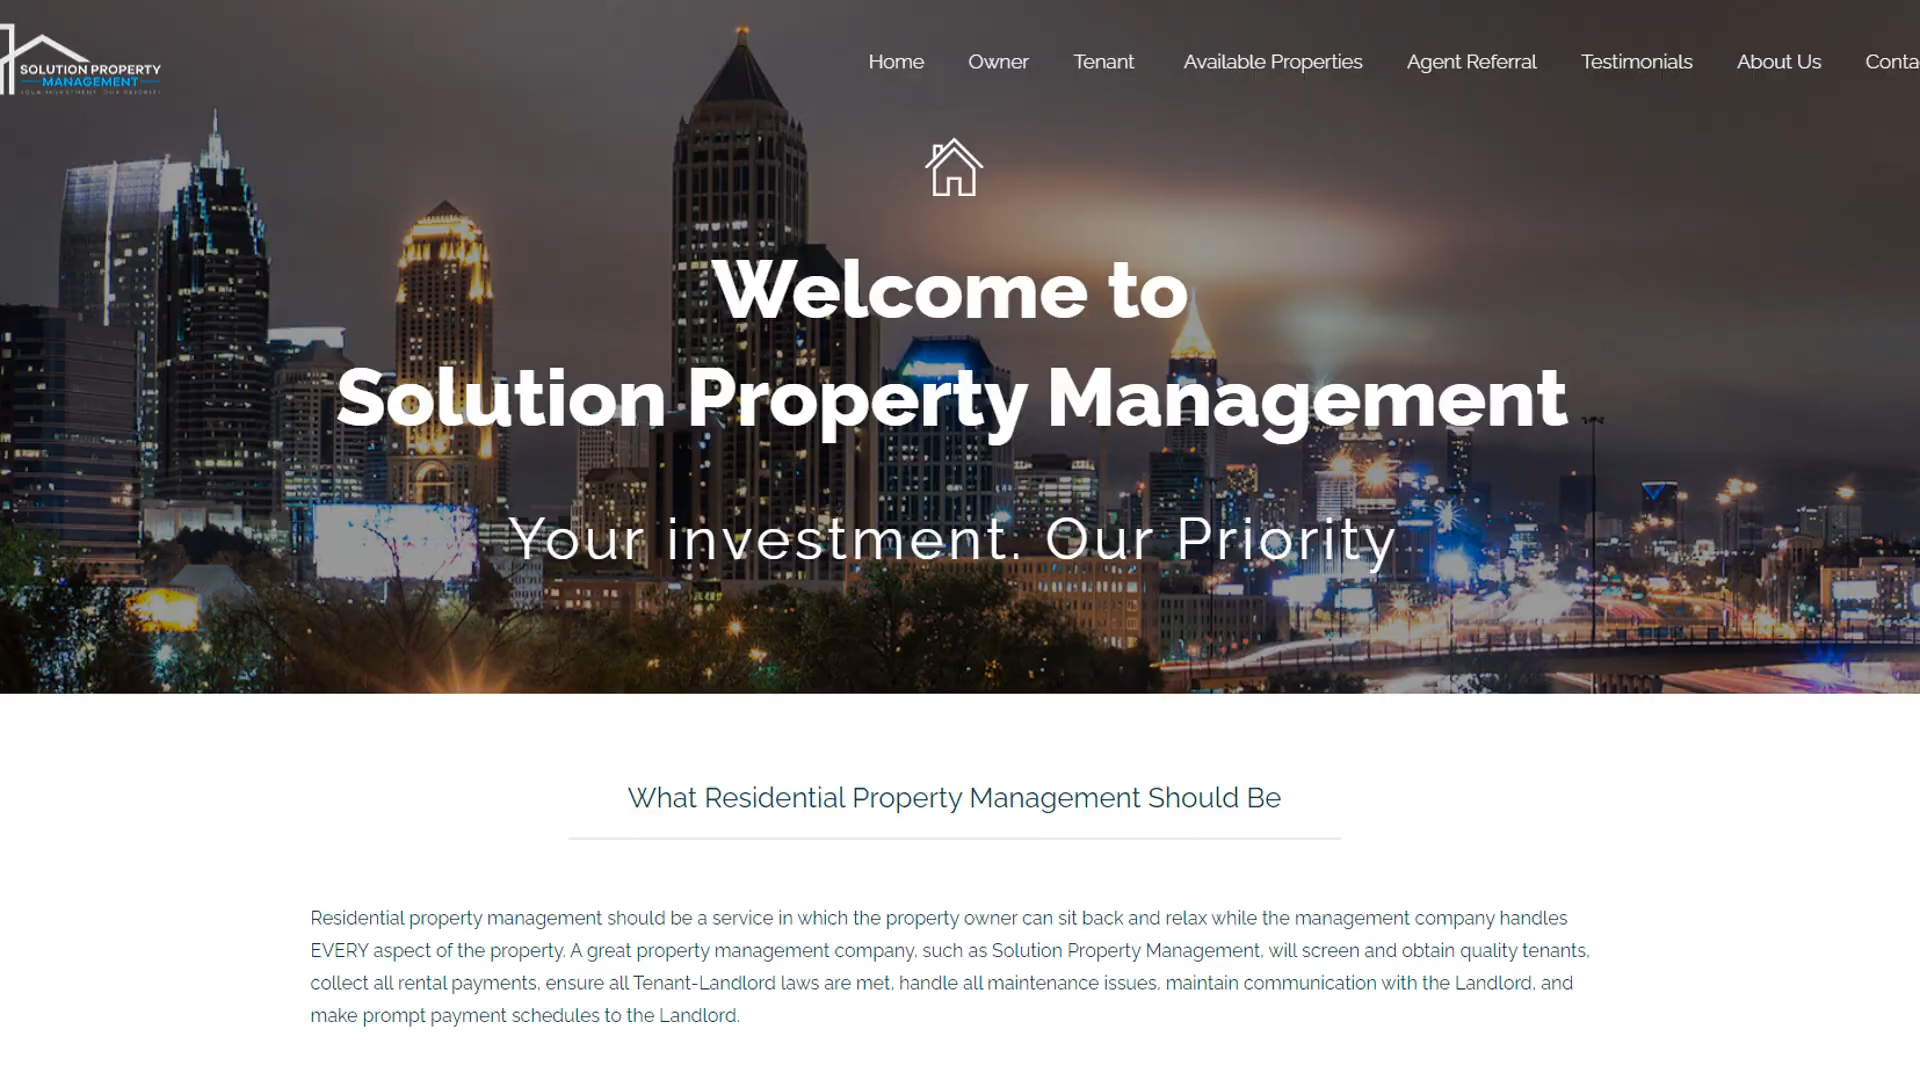 SOLUTION PROPERTY
MANAGEMENT
YOUR INVESTMENT. OUR PRIORITY
Home Owner Tenant Available Properties Agent Referral Testimonials About Us Conta
Welcome to
Solution Property Management
Your investment. Our Priority
What Residential Property Management Should Be
Residential property management should be a service in which the property owner can sit back and relax while the management company handles
EVERY aspect of the property. A great property management company, such as Solution Property Management, will screen and obtain quality tenants,
collect all rental payments, ensure all Tenant-Landlord laws are met, handle all maintenance issues, maintain communication with the Landlord, and
make prompt payment schedules to the Landlord.